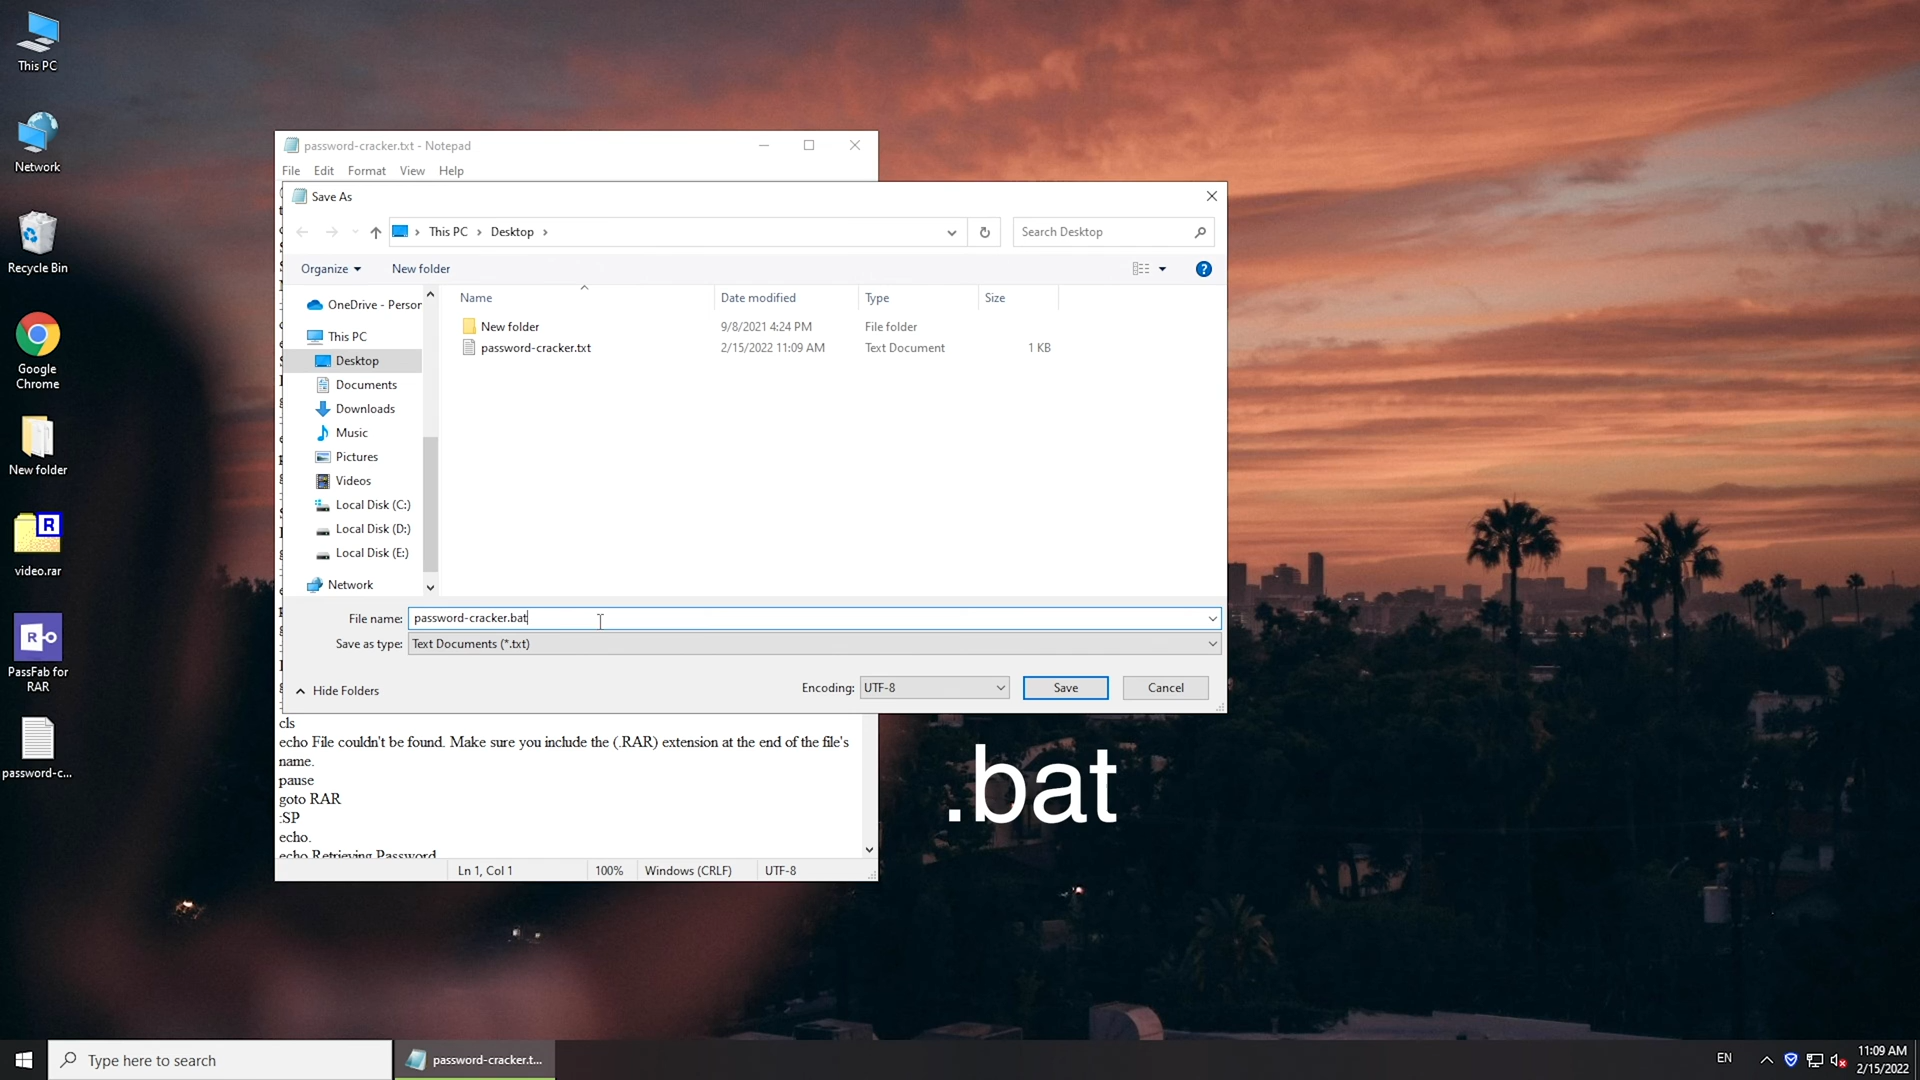 This PC
Network
Recycle Bin
Google
Chrome
New folder
R
video.rar
R
PassFab for
RAR
password-c...
password-cracker.txt - Notepad
File Edit Format View Help
Save As
This PC > Desktop >
Search Desktop
Organize
New folder
?
OneDrive - Person
This PC
Desktop
Documents
Downloads
Music
Pictures
Videos
Local Disk (C:)
Local Disk (D:)
Local Disk (E:)
Network
Name Date modified Type Size
New folder 9/8/2021 4:24 PM File folder
password-cracker.txt 2/15/2022 11:09 AM Text Document 1 KB
File name: password-cracker.bat
Save as type: Text Documents (*.txt)
Hide Folders
Encoding: UTF-8
Save
Cancel
cls
echo File couldn't be found. Make sure you include the (.RAR) extension at the end of the file's
name.
pause
goto RAR
:SP
echo.
echo Retrieving Password
Ln 1, Col 1 100% Windows (CRLF) UTF-8
.bat
Type here to search
password-cracker.t...
EN
11:09 AM
2/15/2022